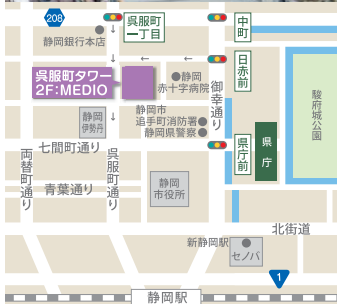 208
静岡銀行本店
呉服町
一丁目
中町
呉服町タワー
2F:MEDIO
静岡
赤十字病院
日赤前
駿府城公園
御幸通り
静岡市
追手町消防署
静岡県警察
静岡
伊勢丹
県庁
県庁前
七間町通り
両替町通り
呉服町通り
青葉通り
静岡
市役所
北街道
新静岡駅
セノバ
1
静岡駅